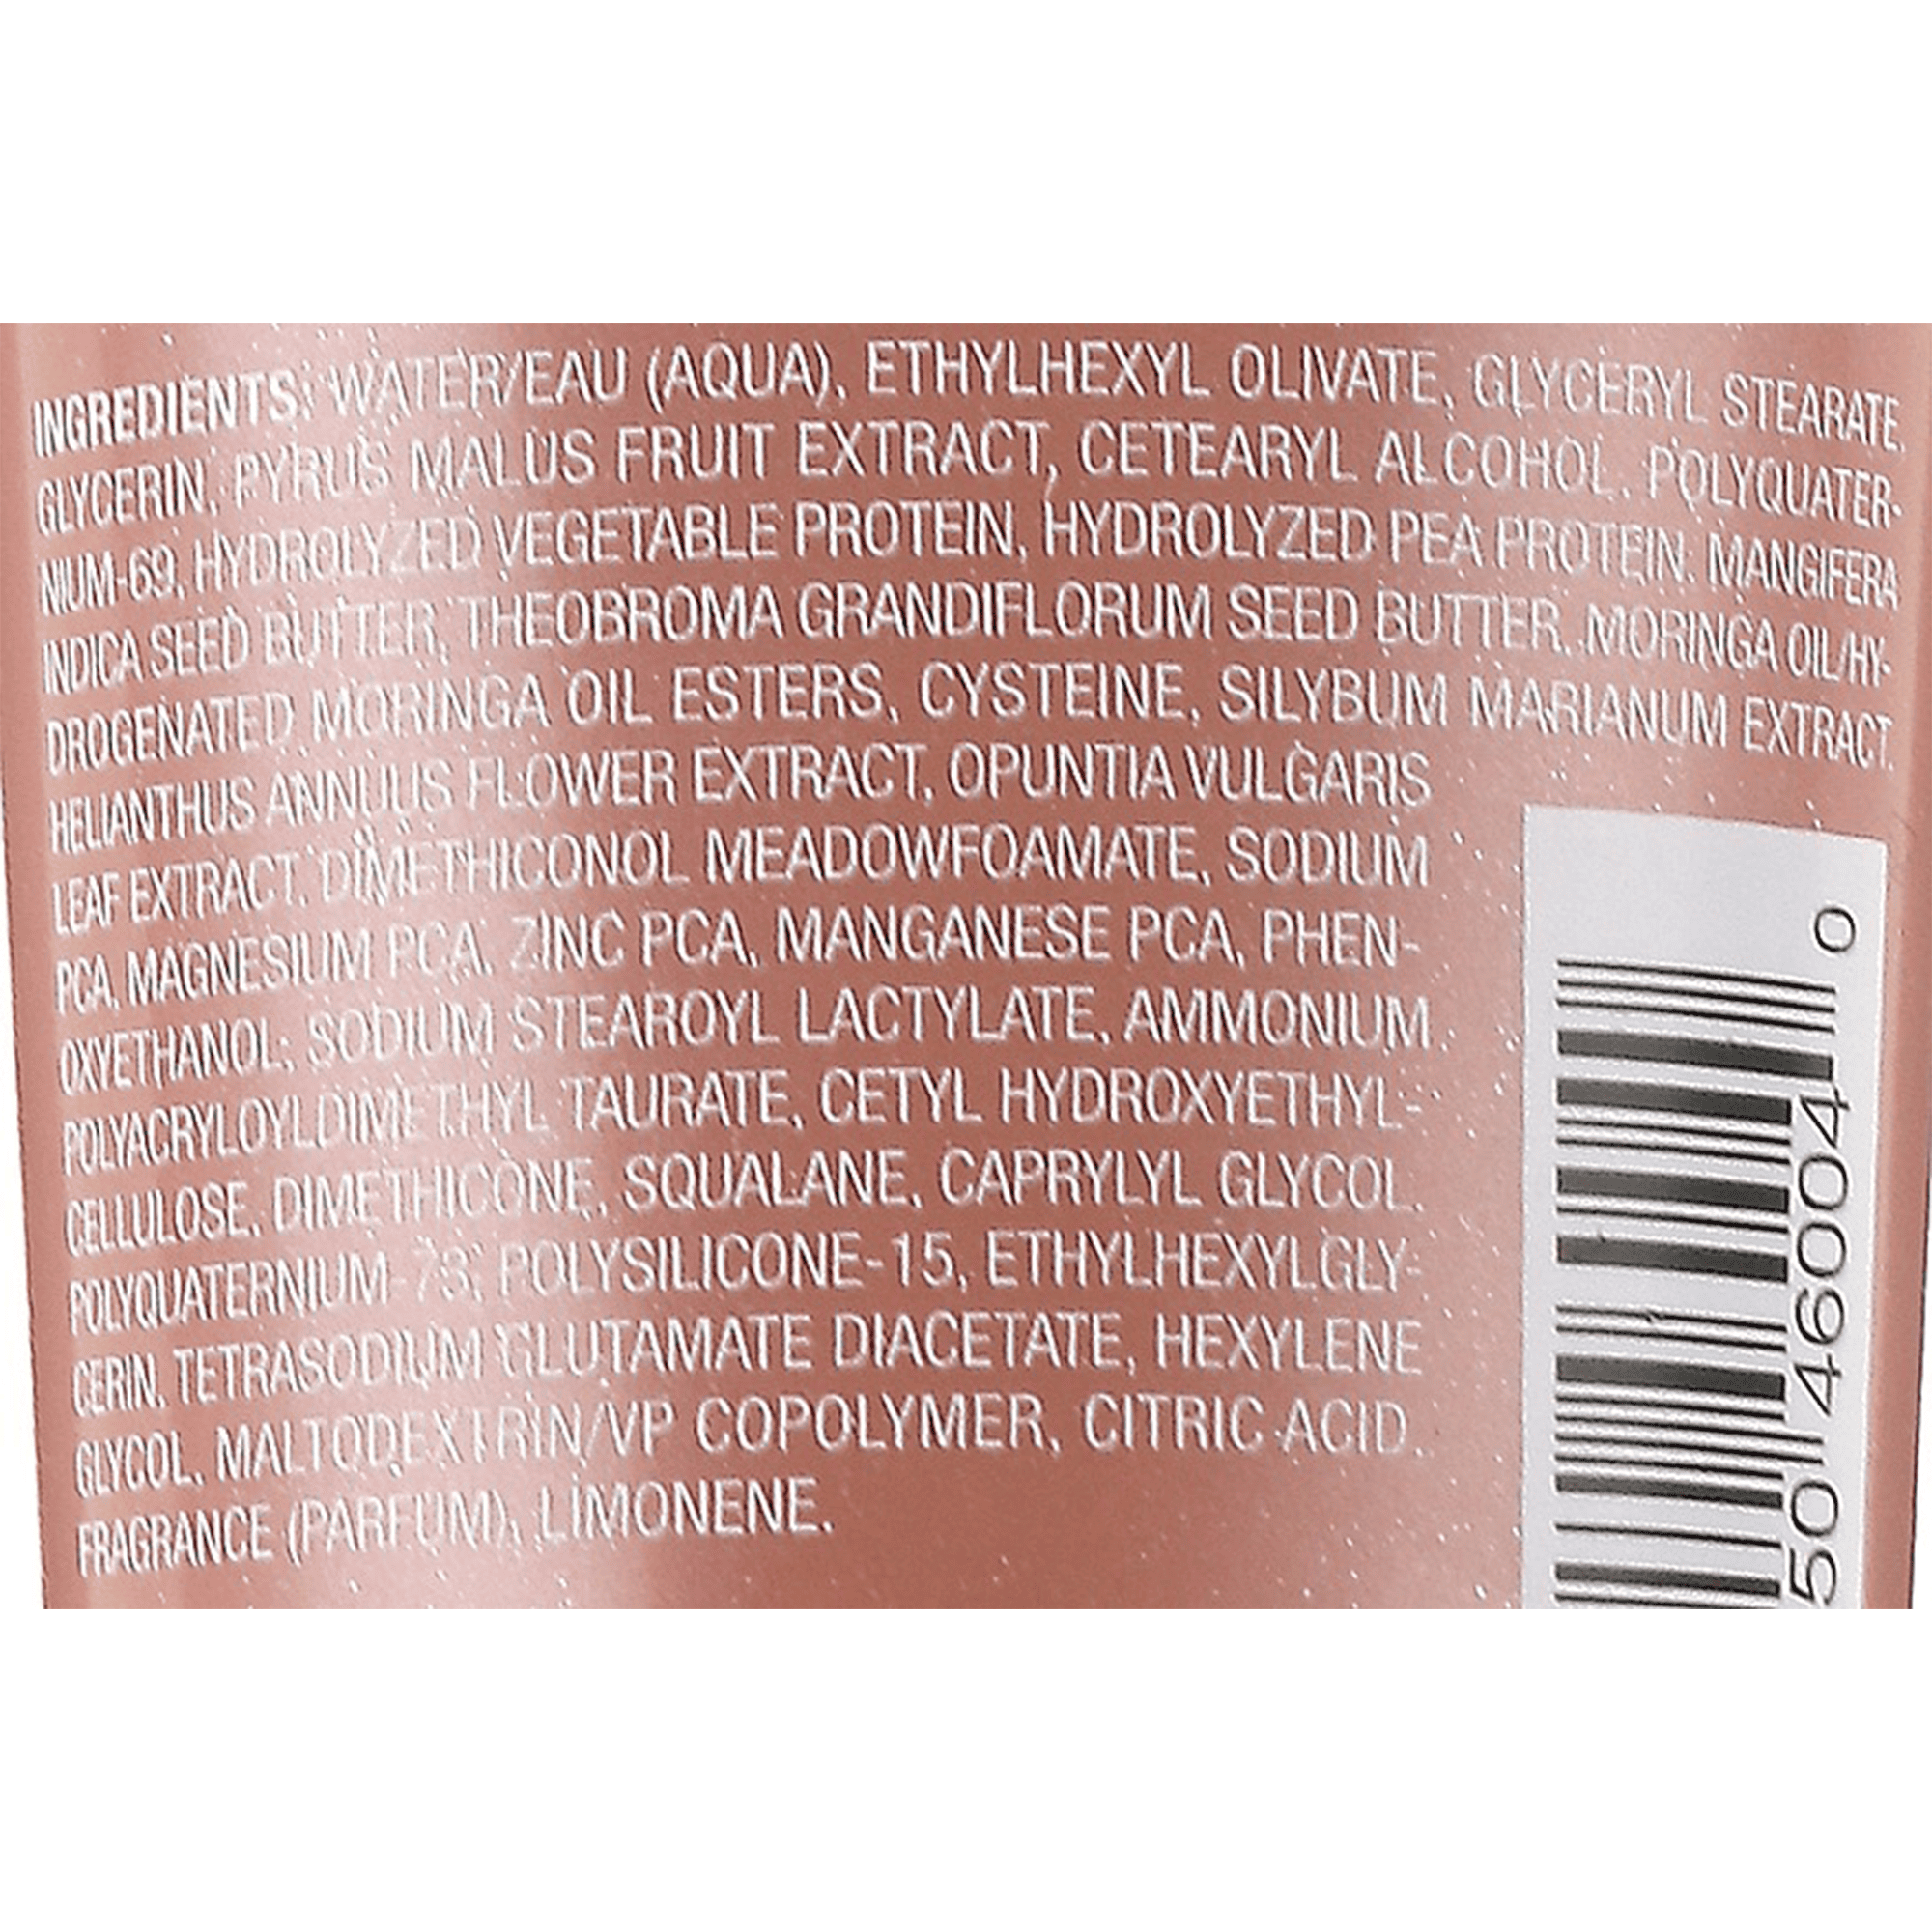 INGREDIENTS: WATER/EAU (AQUA), ETHYLHEXYL OLIVATE, GLYCERYL STEARATE,
GLYCERIN, PYRUS MALUS FRUIT EXTRACT, CETEARYL ALCOHOL, POLYQUATER-
NIUM-69, HYDROLYZED VEGETABLE PROTEIN, HYDROLYZED PEA PROTEIN, MANGIFERA
INDICA SEED BUTTER, THEOBROMA GRANDIFLORUM SEED BUTTER, MORINGA OIL/HY-
DROGENATED MORINGA OIL ESTERS, CYSTEINE, SILYBUM MARIANUM EXTRACT,
HELIANTHUS ANNUUS FLOWER EXTRACT, OPUNTIA VULGARIS
LEAF EXTRACT, DIMETHICONOL MEADOWFOAMATE, SODIUM
PCA, MAGNESIUM PCA, ZINC PCA, MANGANESE PCA, PHEN-
OXYETHANOL, SODIUM STEAROYL LACTYLATE, AMMONIUM
POLYACRYLOYLDIMETHYL TAURATE, CETYL HYDROXYETHYL-
CELLULOSE, DIMETHICONE, SQUALANE, CAPRYLYL GLYCOL,
POLYQUATERNIUM-73, POLYSILICONE-15, ETHYLHEXYLGLY-
CERIN, TETRASODIUM GLUTAMATE DIACETATE, HEXYLENE
GLYCOL, MALTODEXTRIN/VP COPOLYMER, CITRIC ACID,
FRAGRANCE (PARFUM), LIMONENE.
50 46004 0